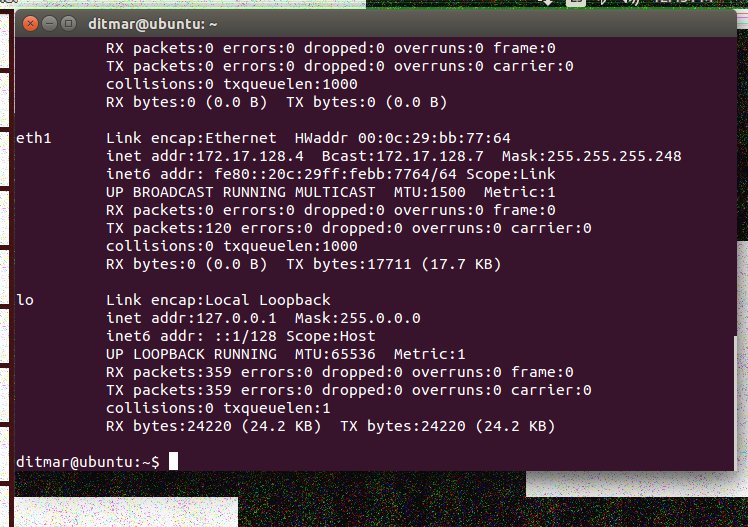 ditmar@ubuntu: ~
RX packets:0 errors:0 dropped:0 overruns:0 frame:0
TX packets:0 errors:0 dropped:0 overruns:0 carrier:0
collisions:0 txqueuelen:1000
RX bytes:0 (0.0 B)  TX bytes:0 (0.0 B)
eth1 Link encap:Ethernet  HWaddr 00:0c:29:bb:77:64
inet addr:172.17.128.4  Bcast:172.17.128.7  Mask:255.255.255.248
inet6 addr: fe80::20c:29ff:febb:7764/64 Scope:Link
UP BROADCAST RUNNING MULTICAST  MTU:1500  Metric:1
RX packets:0 errors:0 dropped:0 overruns:0 frame:0
TX packets:120 errors:0 dropped:0 overruns:0 carrier:0
collisions:0 txqueuelen:1000
RX bytes:0 (0.0 B)  TX bytes:17711 (17.7 KB)
lo Link encap:Local Loopback
inet addr:127.0.0.1  Mask:255.0.0.0
inet6 addr: ::1/128 Scope:Host
UP LOOPBACK RUNNING  MTU:65536  Metric:1
RX packets:359 errors:0 dropped:0 overruns:0 frame:0
TX packets:359 errors:0 dropped:0 overruns:0 carrier:0
collisions:0 txqueuelen:1
RX bytes:24220 (24.2 KB)  TX bytes:24220 (24.2 KB)
ditmar@ubuntu:~$